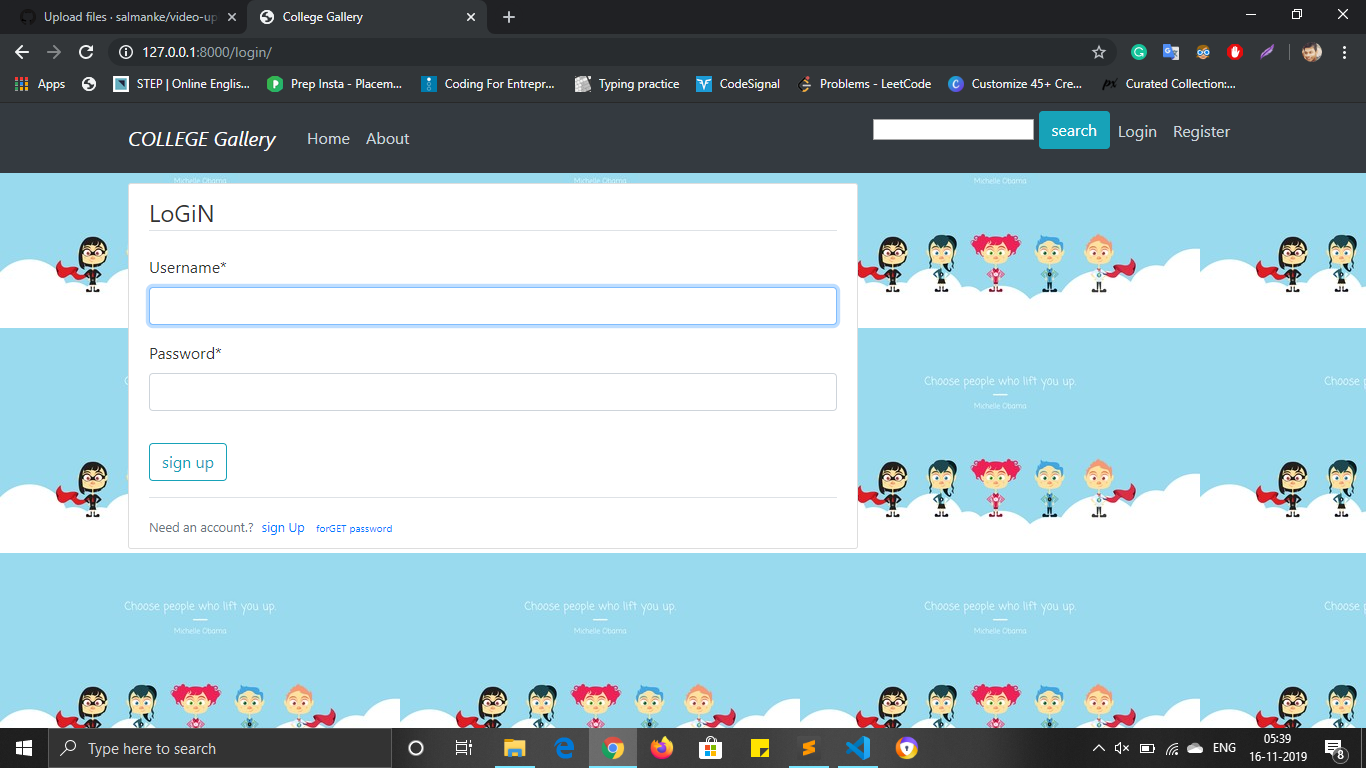 Upload files · salmanke/video-up
College Gallery
127.0.0.1:8000/login/
Apps
STEP | Online Englis...
Prep Insta - Placem...
Coding For Entrepr...
Typing practice
CodeSignal
Problems - LeetCode
Customize 45+ Cre...
Curated Collection:...
COLLEGE Gallery
Home
About
search
Login
Register
Michelle Obama
Michelle Obama
Michelle Obama
LoGiN
Username*
Password*
Choose people who lift you up.
Choose
Michelle Obama
sign up
Need an account.? sign Up forGET password
Choose people who lift you up.
Choose people who lift you up.
Choose people who lift you up.
Choose
Michelle Obama
Michelle Obama
Michelle Obama
Type here to search
ENG
05:39
16-11-2019
8